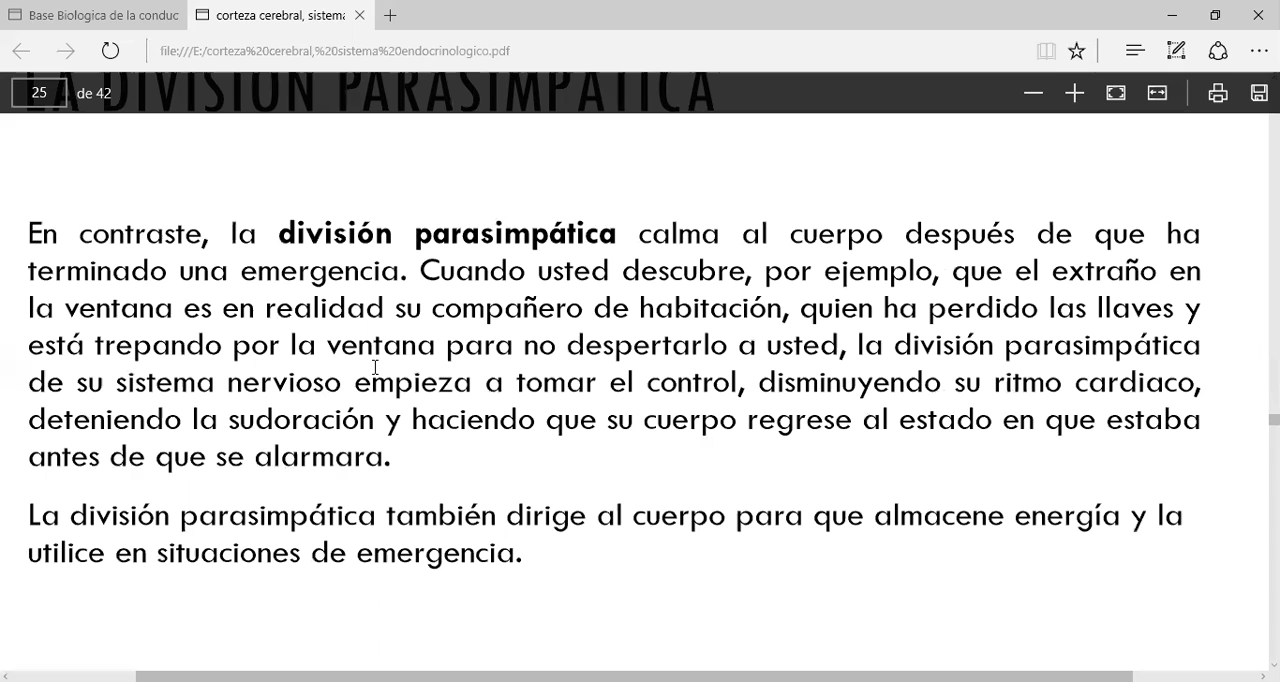 Base Biologica de la conduc
corteza cerebral, sistema
file:///E:/corteza%20cerebral,%20sistema%20endocrinologico.pdf
LA DIVISIÓN PARASIMPÁTICA
25 de 42
En contraste, la división parasimpática calma al cuerpo después de que ha
terminado una emergencia. Cuando usted descubre, por ejemplo, que el extraño en
la ventana es en realidad su compañero de habitación, quien ha perdido las llaves y
está trepando por la ventana para no despertarlo a usted, la división parasimpática
de su sistema nervioso empieza a tomar el control, disminuyendo su ritmo cardiaco,
deteniendo la sudoración y haciendo que su cuerpo regrese al estado en que estaba
antes de que se alarmara.
La división parasimpática también dirige al cuerpo para que almacene energía y la
utilice en situaciones de emergencia.